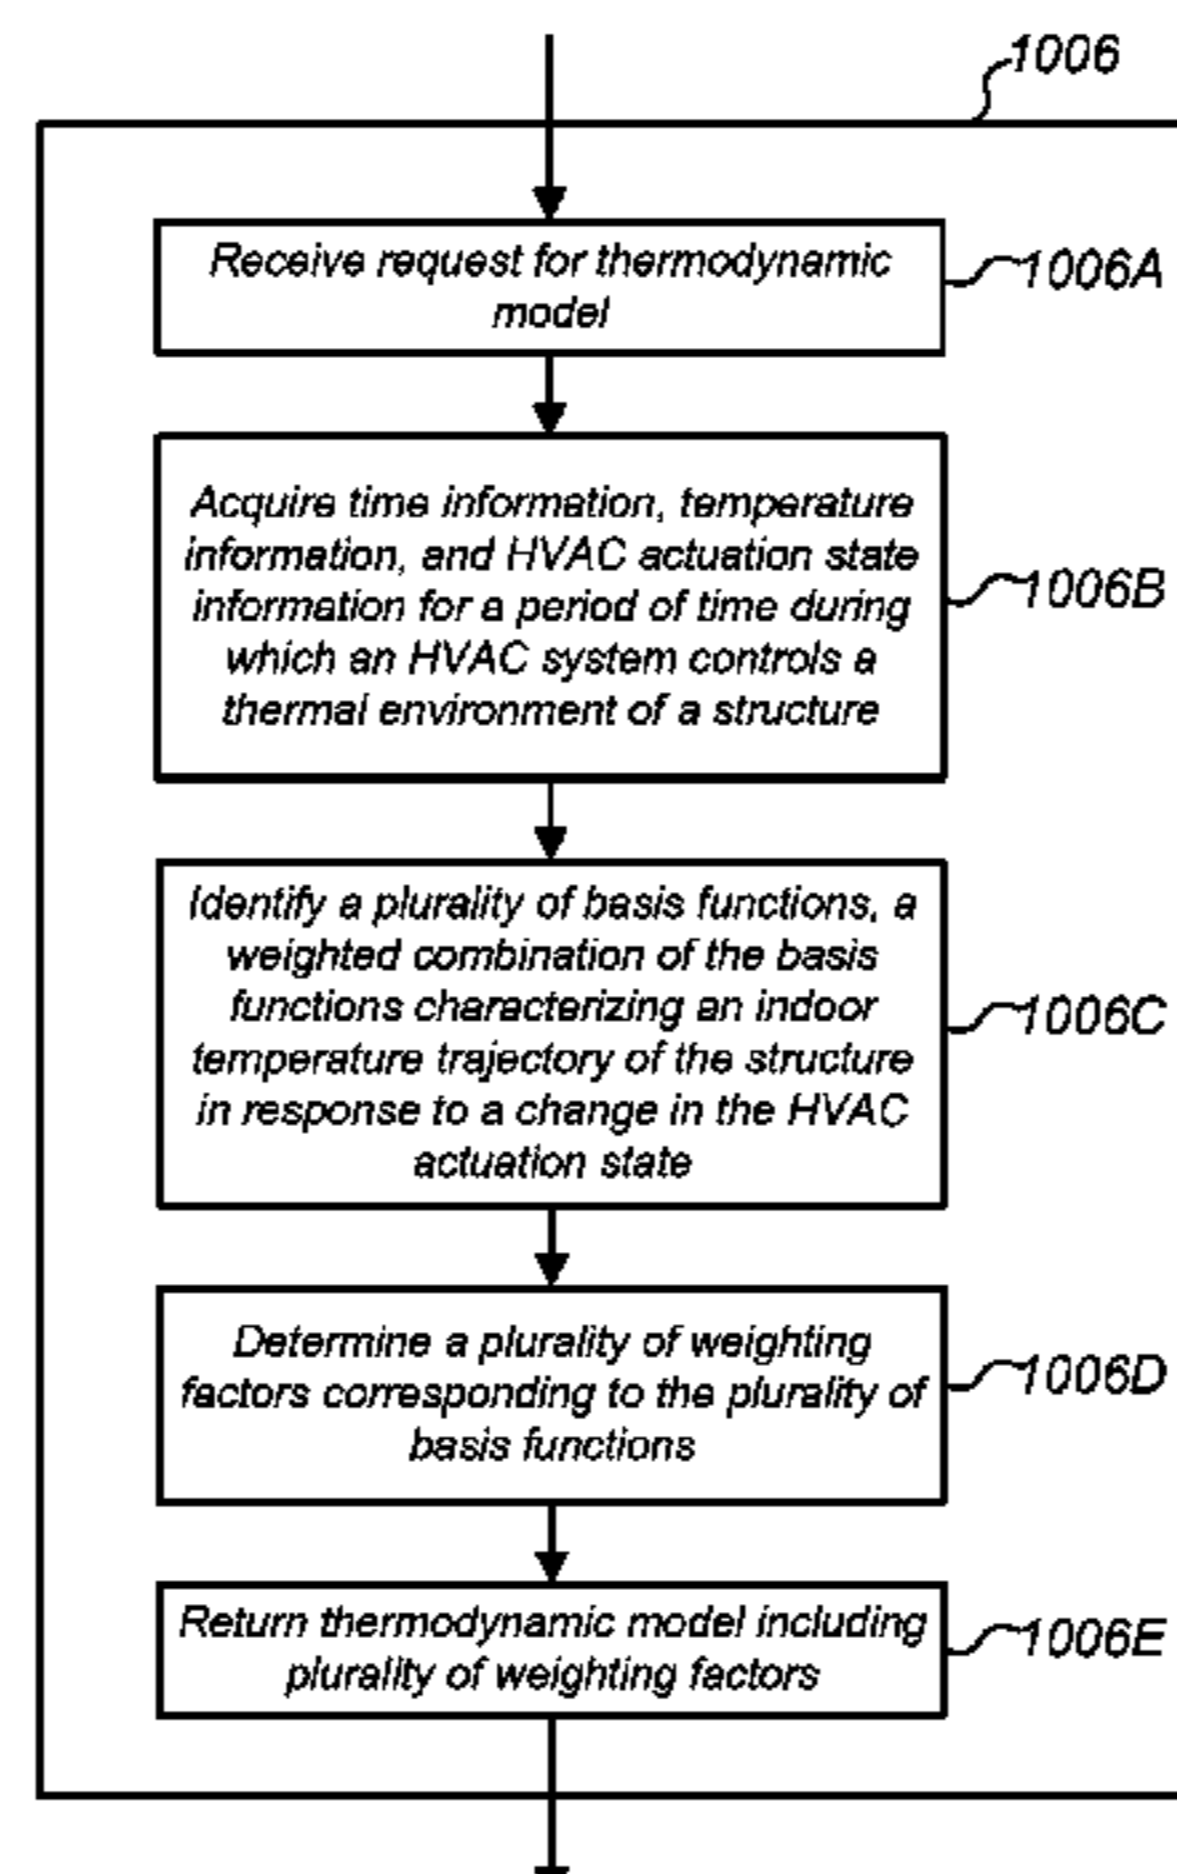 1006
Receive request for thermodynamic
model
1006A
Acquire time information, temperature
information, and HVAC actuation state
information for a period of time during
which an HVAC system controls a
thermal environment of a structure
1006B
Identify a plurality of basis functions, a
weighted combination of the basis
functions characterizing an indoor
temperature trajectory of the structure
in response to a change in the HVAC
actuation state
1006C
Determine a plurality of weighting
factors corresponding to the plurality of
basis functions
1006D
Return thermodynamic model including
plurality of weighting factors
1006E